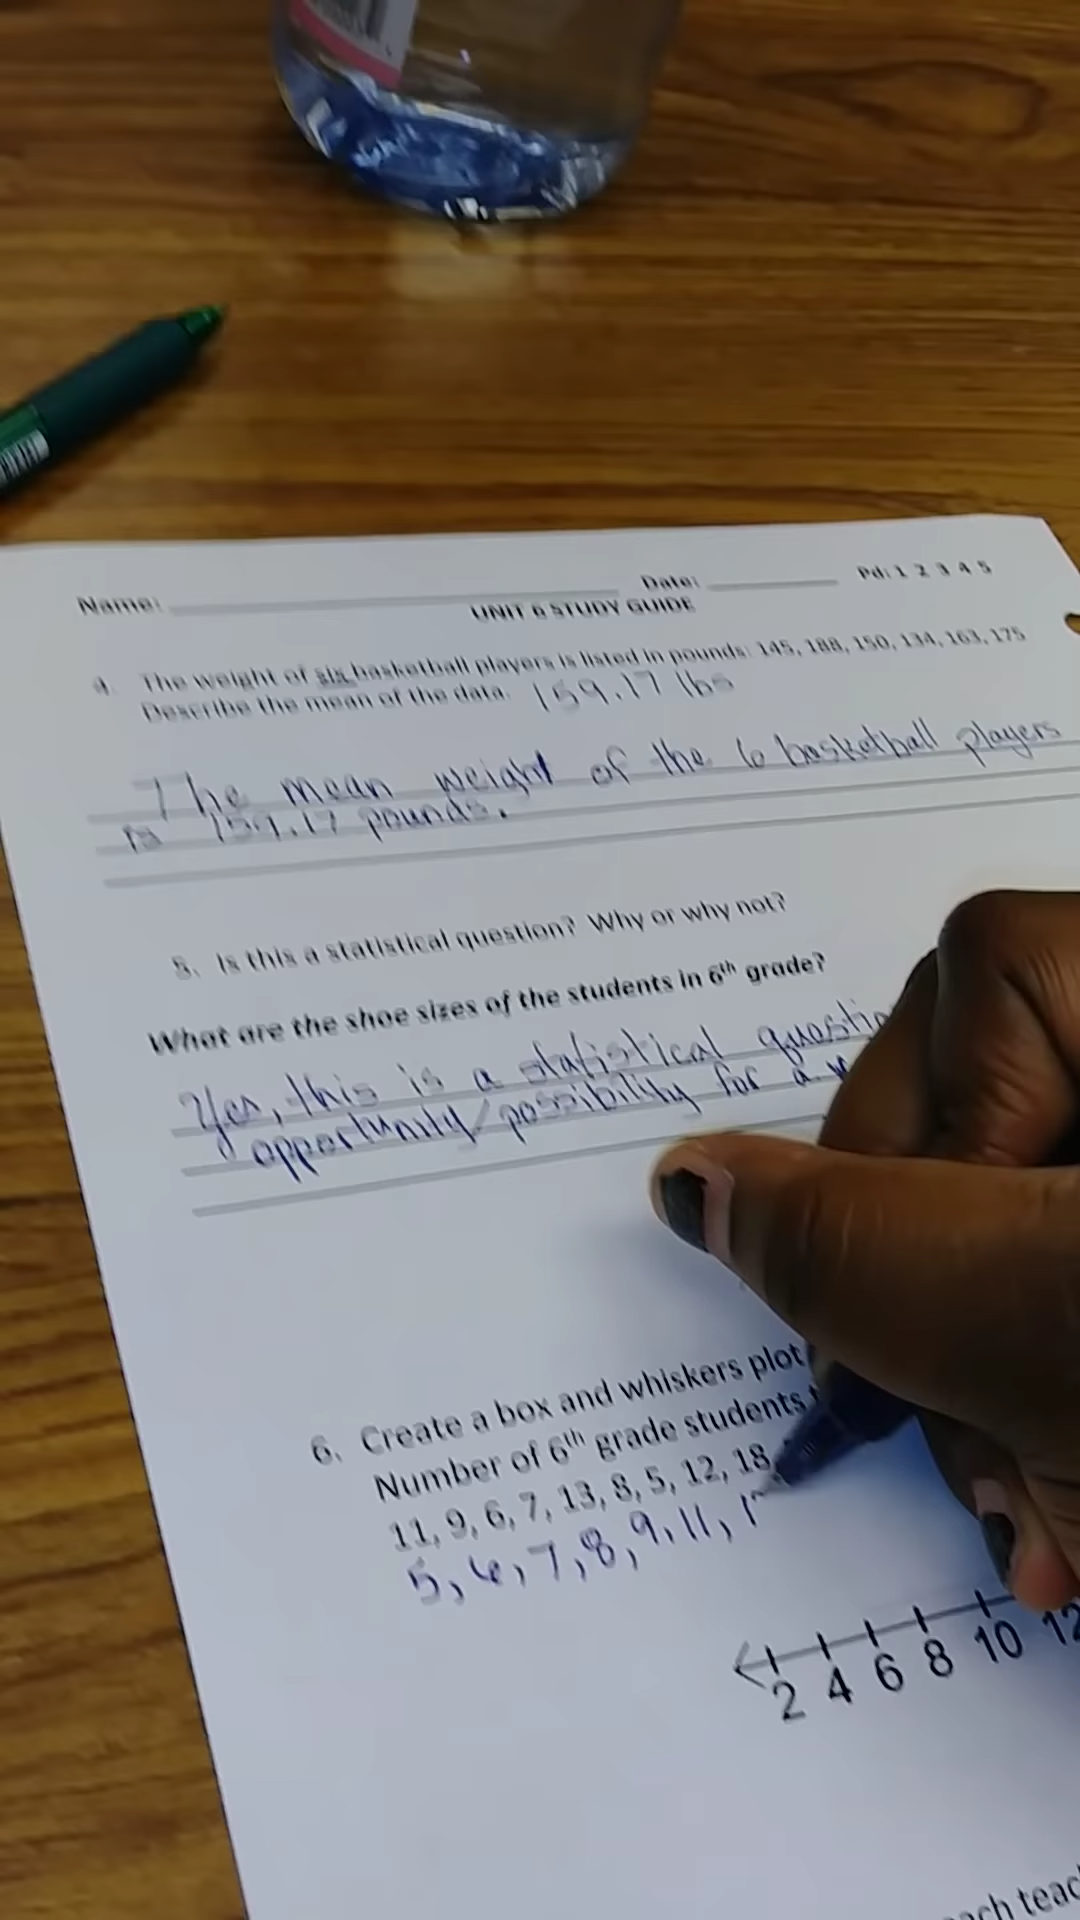 Name: Date: Pd: 1 2 3 4 5
UNIT 6 STUDY GUIDE
4. The weight of six basketball players is listed in pounds: 145, 188, 150, 134, 163, 175
Describe the mean of the data. 159.17 lbs
The mean weight of the 6 basketball players
is 159.17 pounds.
5. Is this a statistical question? Why or why not?
What are the shoe sizes of the students in 6th grade?
Yes, this is a statistical questio
opportunity/possibility for a
6. Create a box and whiskers plot
Number of 6th grade students
11, 9, 6, 7, 13, 8, 5, 12, 18,
5, 6, 7, 8, 9, 11, 1
2 4 6 8 10 12
ach teac